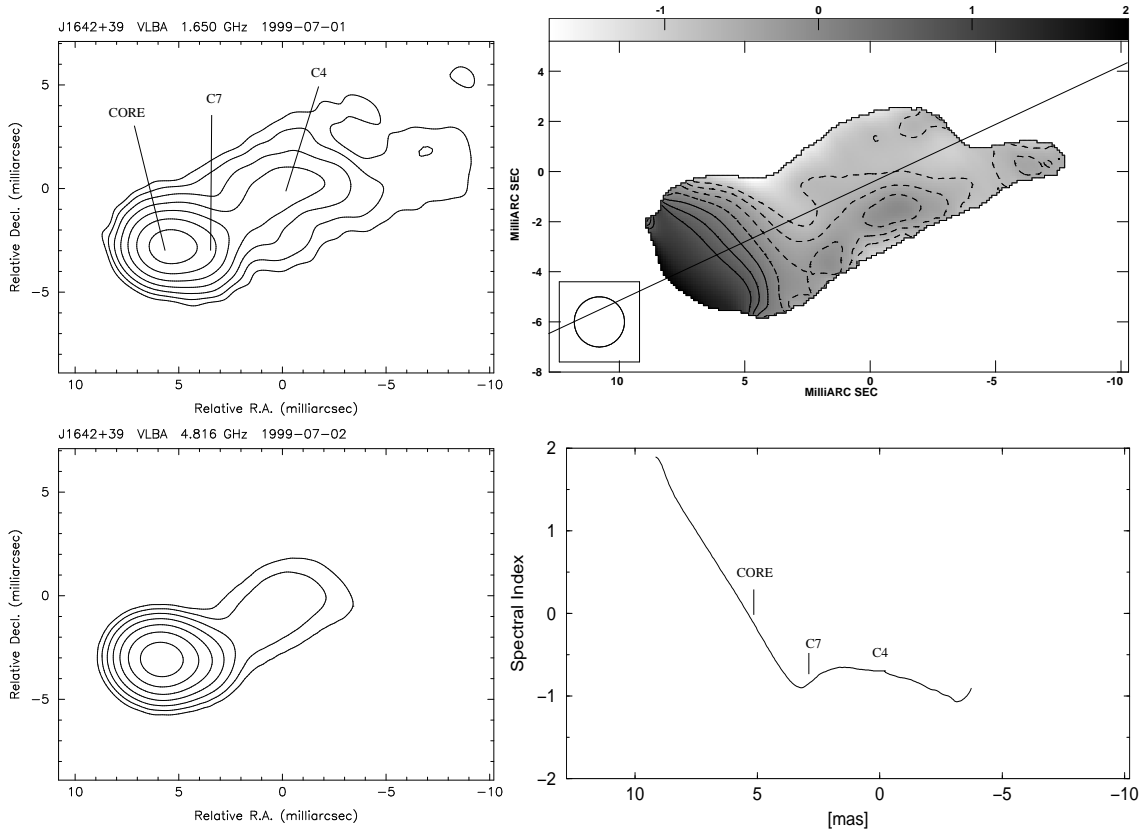 J1642+39 VLBA 1.650 GHz 1999-07-01
CORE
C7
C4
5
0
−5
10
5
0
−5
−10
Relative R.A. (milliarcsec)
Relative Decl. (milliarcsec)
-1
0
1
2
4
2
0
-2
-4
-6
-8
10
5
0
-5
-10
MilliARC SEC
MilliARC SEC
C
J1642+39 VLBA 4.816 GHz 1999-07-02
5
0
−5
10
5
0
−5
−10
Relative R.A. (milliarcsec)
Relative Decl. (milliarcsec)
2
1
0
−1
−2
CORE
C7
C4
Spectral Index
10
5
0
−5
−10
[mas]